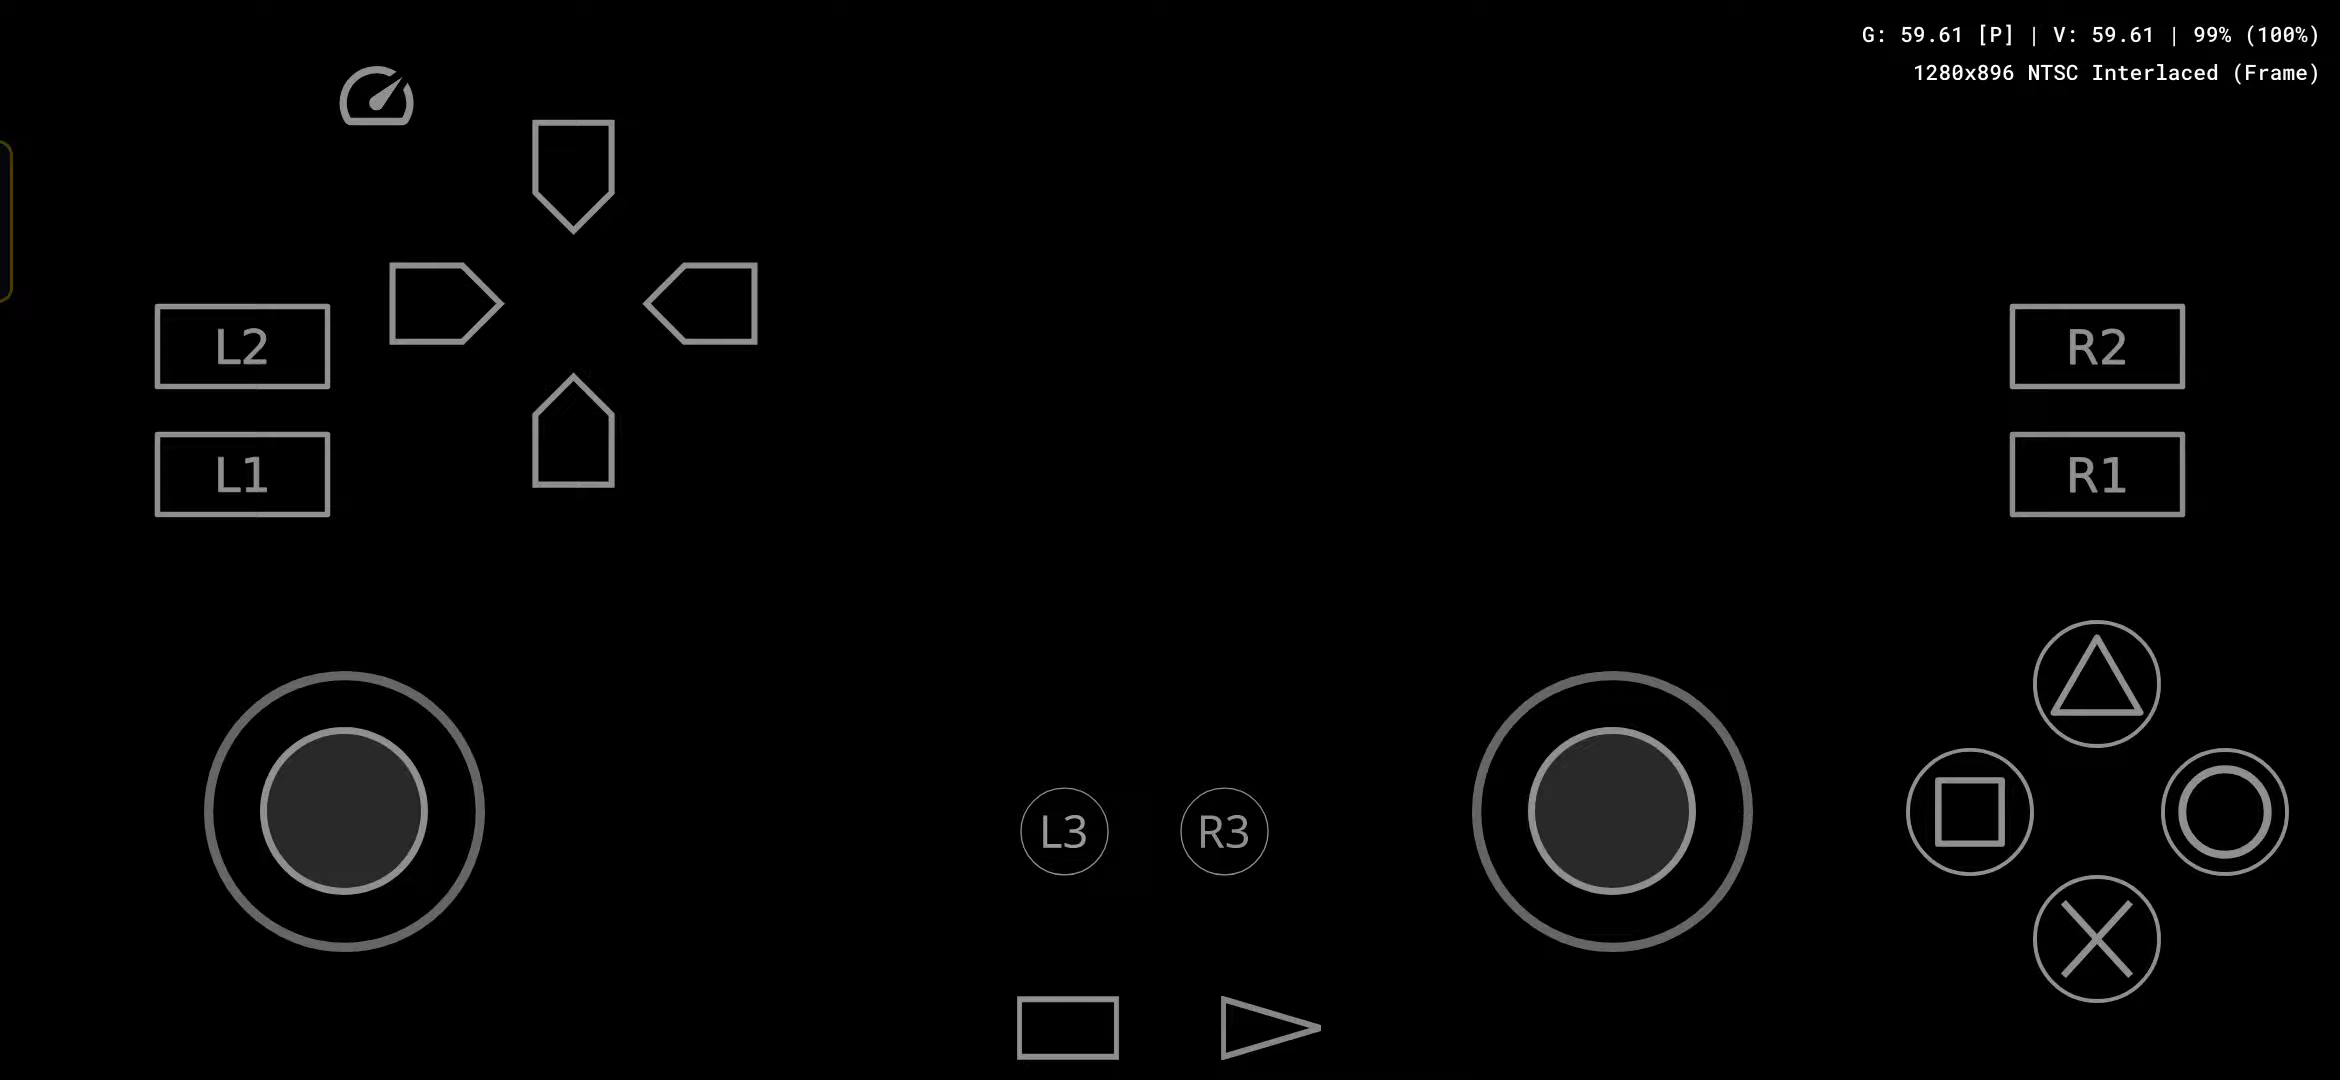 G: 59.61 [P] | V: 59.61 | 99% (100%)
1280x896 NTSC Interlaced (Frame)
L2
R2
L1
R1
L3
R3